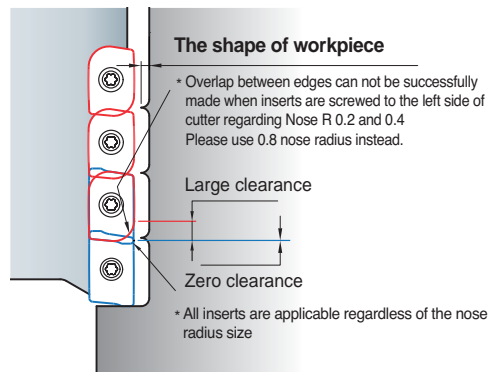 The shape of workpiece
* Overlap between edges can not be successfully
made when inserts are screwed to the left side of
cutter regarding Nose R 0.2 and 0.4
Please use 0.8 nose radius instead.
Large clearance
Zero clearance
* All inserts are applicable regardless of the nose
radius size